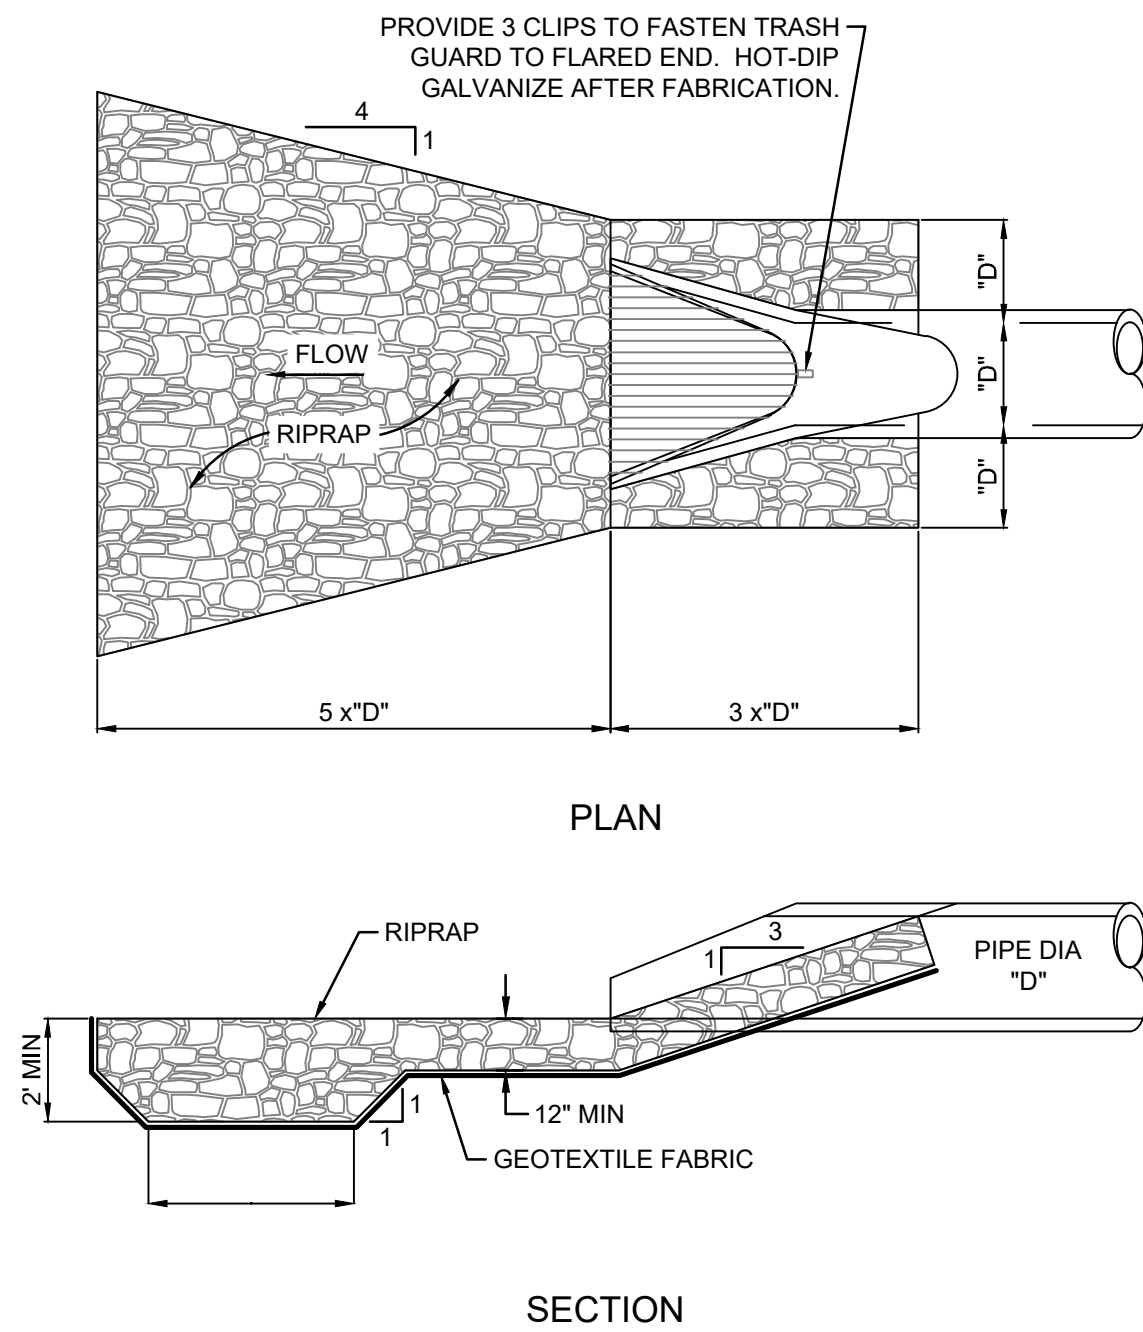 PROVIDE 3 CLIPS TO FASTEN TRASH
GUARD TO FLARED END. HOT-DIP
GALVANIZE AFTER FABRICATION.
4
1
"D"
FLOW
"D"
RIPRAP
"D"
5 x"D"
3 x"D"
PLAN
RIPRAP
3
1
PIPE DIA
"D"
2' MIN
1
1
12" MIN
GEOTEXTILE FABRIC
SECTION